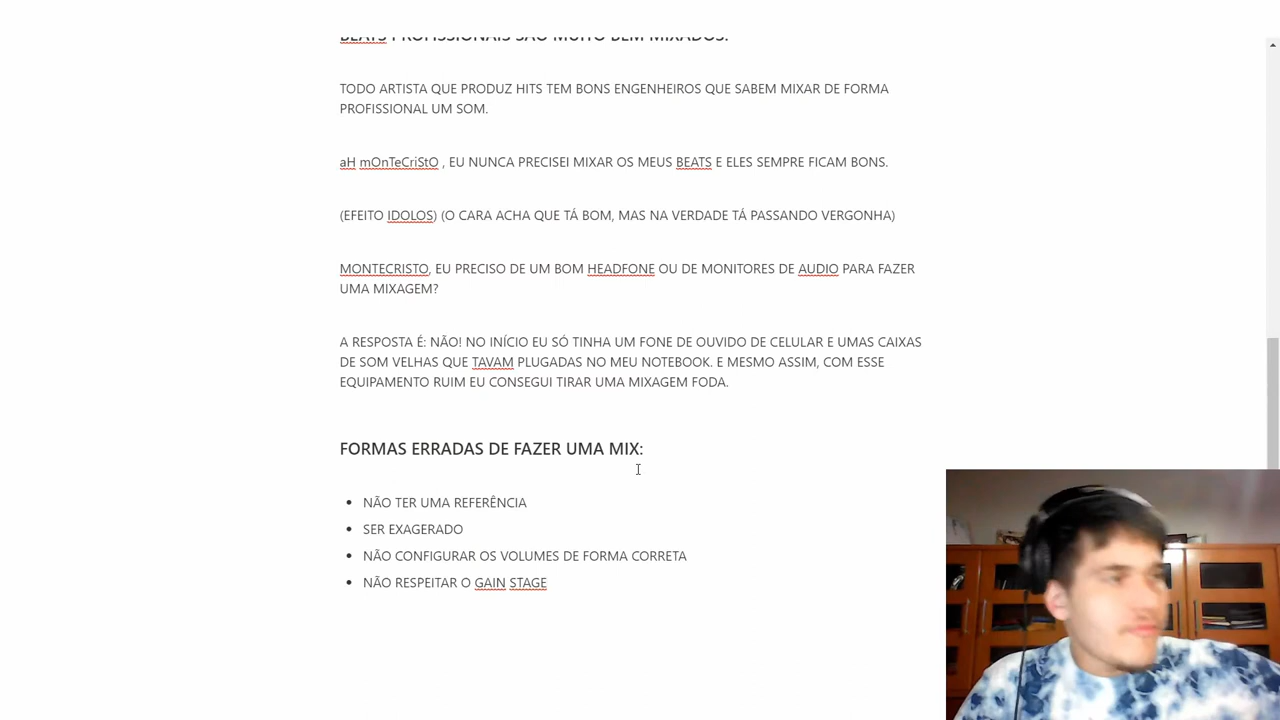 BEATS PROFISSIONAIS SÃO MUITO BEM MIXADOS.
TODO ARTISTA QUE PRODUZ HITS TEM BONS ENGENHEIROS QUE SABEM MIXAR DE FORMA
PROFISSIONAL UM SOM.
aH mOnTeCriStO , EU NUNCA PRECISEI MIXAR OS MEUS BEATS E ELES SEMPRE FICAM BONS.
(EFEITO IDOLOS) (O CARA ACHA QUE TÁ BOM, MAS NA VERDADE TÁ PASSANDO VERGONHA)
MONTECRISTO, EU PRECISO DE UM BOM HEADFONE OU DE MONITORES DE AUDIO PARA FAZER
UMA MIXAGEM?
A RESPOSTA É: NÃO! NO INÍCIO EU SÓ TINHA UM FONE DE OUVIDO DE CELULAR E UMAS CAIXAS
DE SOM VELHAS QUE TAVAM PLUGADAS NO MEU NOTEBOOK. E MESMO ASSIM, COM ESSE
EQUIPAMENTO RUIM EU CONSEGUI TIRAR UMA MIXAGEM FODA.
FORMAS ERRADAS DE FAZER UMA MIX:
• NÃO TER UMA REFERÊNCIA
• SER EXAGERADO
• NÃO CONFIGURAR OS VOLUMES DE FORMA CORRETA
• NÃO RESPEITAR O GAIN STAGE